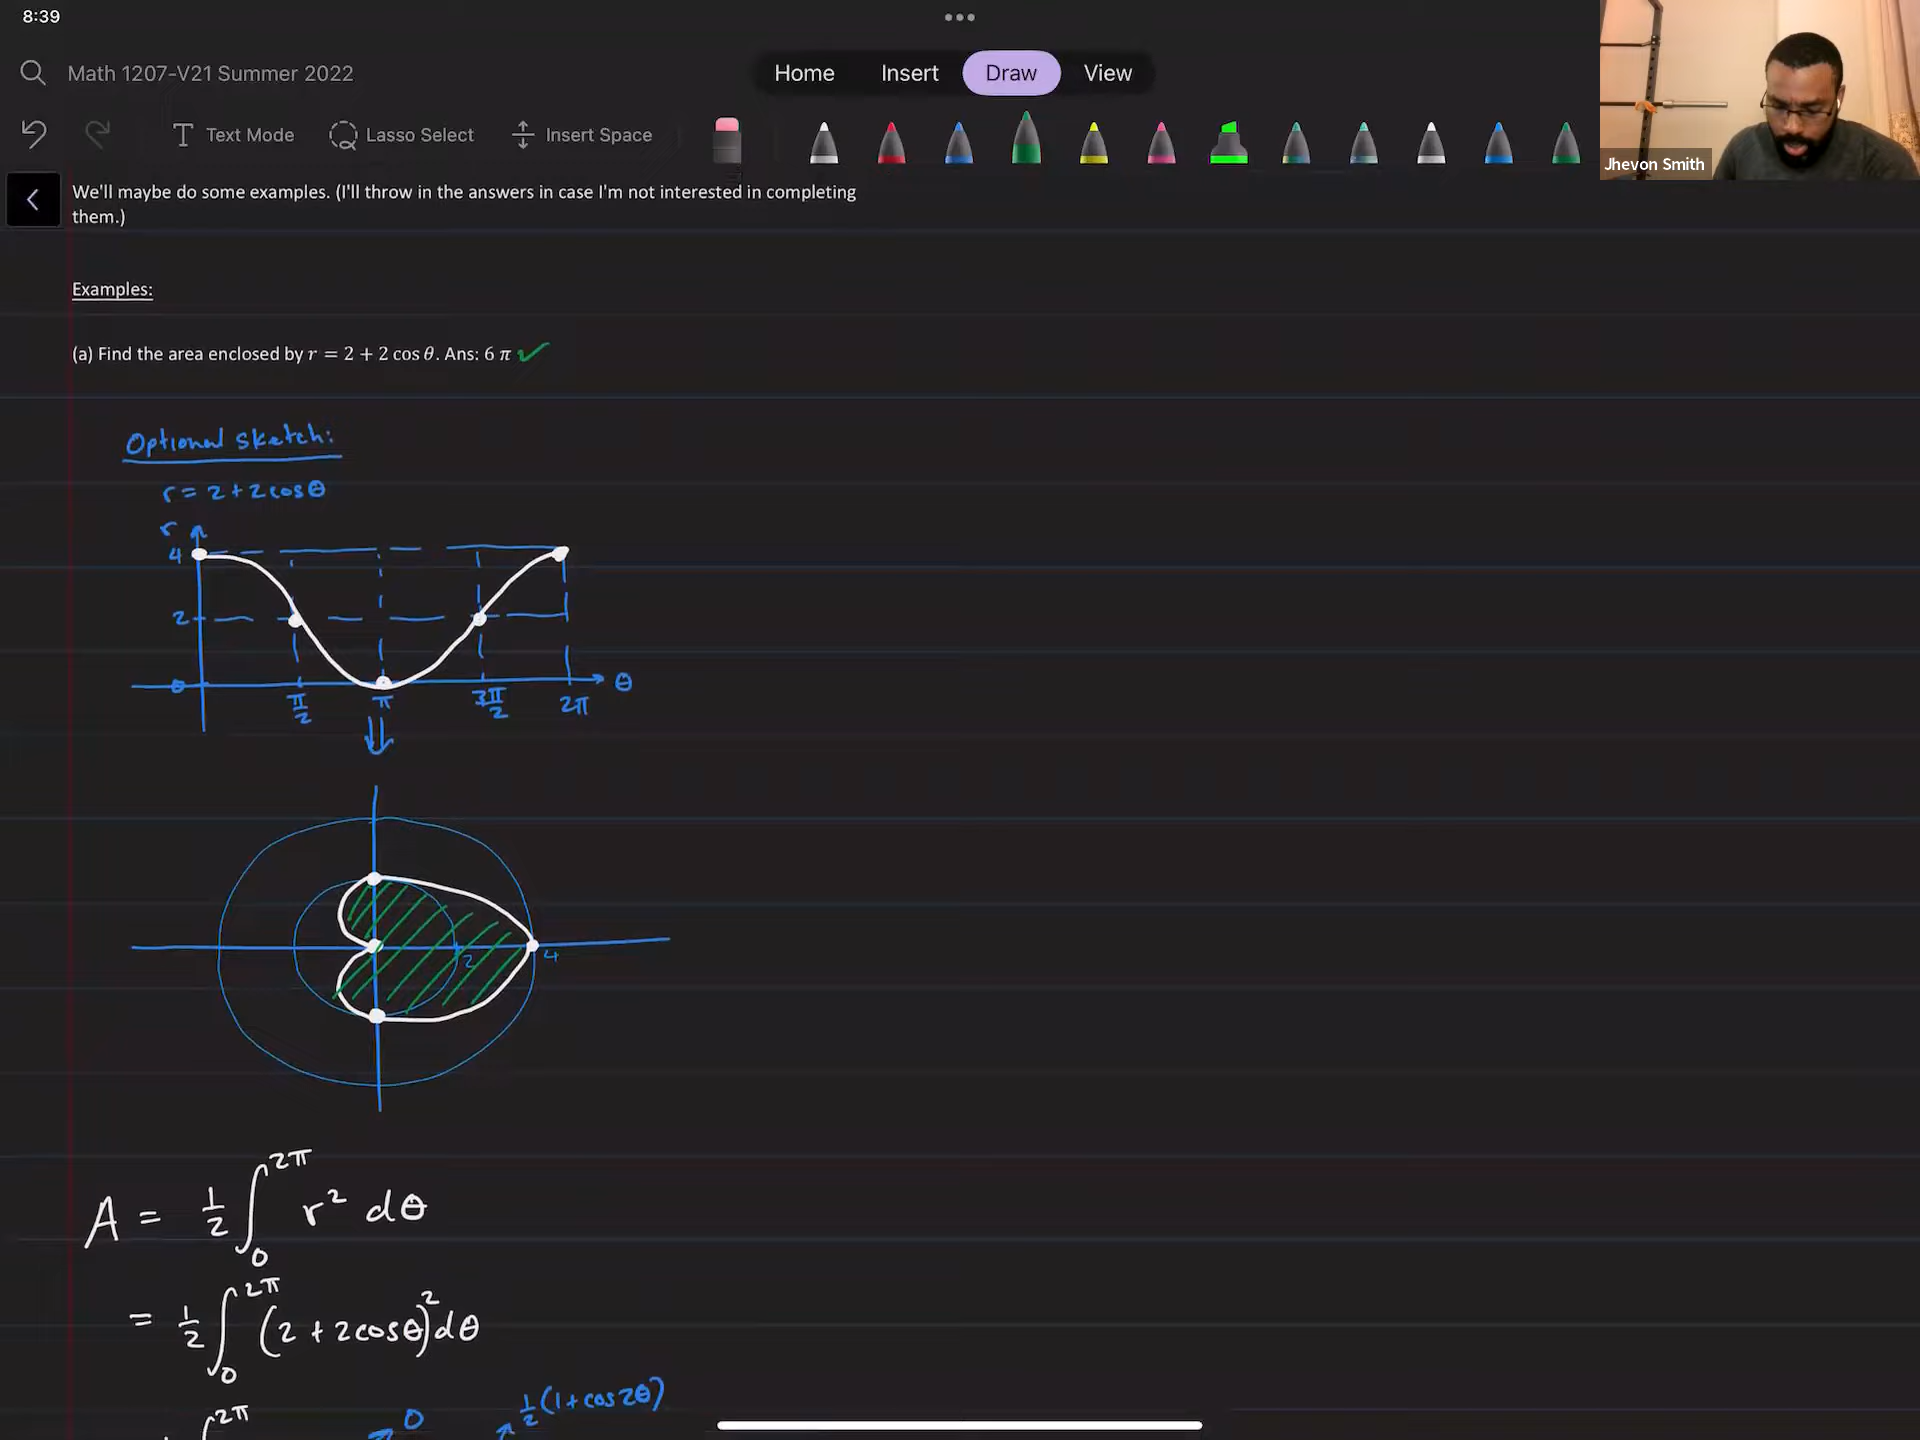 8:39
Math 1207-V21 Summer 2022
Home Insert Draw View
Text Mode Lasso Select Insert Space
Jhevon Smith
We'll maybe do some examples. (I'll throw in the answers in case I'm not interested in completing
them.)
Examples:
(a) Find the area enclosed by r = 2 + 2 cos θ. Ans: 6 π ✓
Optional sketch:
r = 2 + 2cosθ
r
4
2
0
π/2 π 3π/2 2π θ
2 4
A = 1/2 ∫₀^2π r² dθ
= 1/2 ∫₀^2π (2 + 2cosθ)² dθ
2π 0 1/2(1+cos2θ)